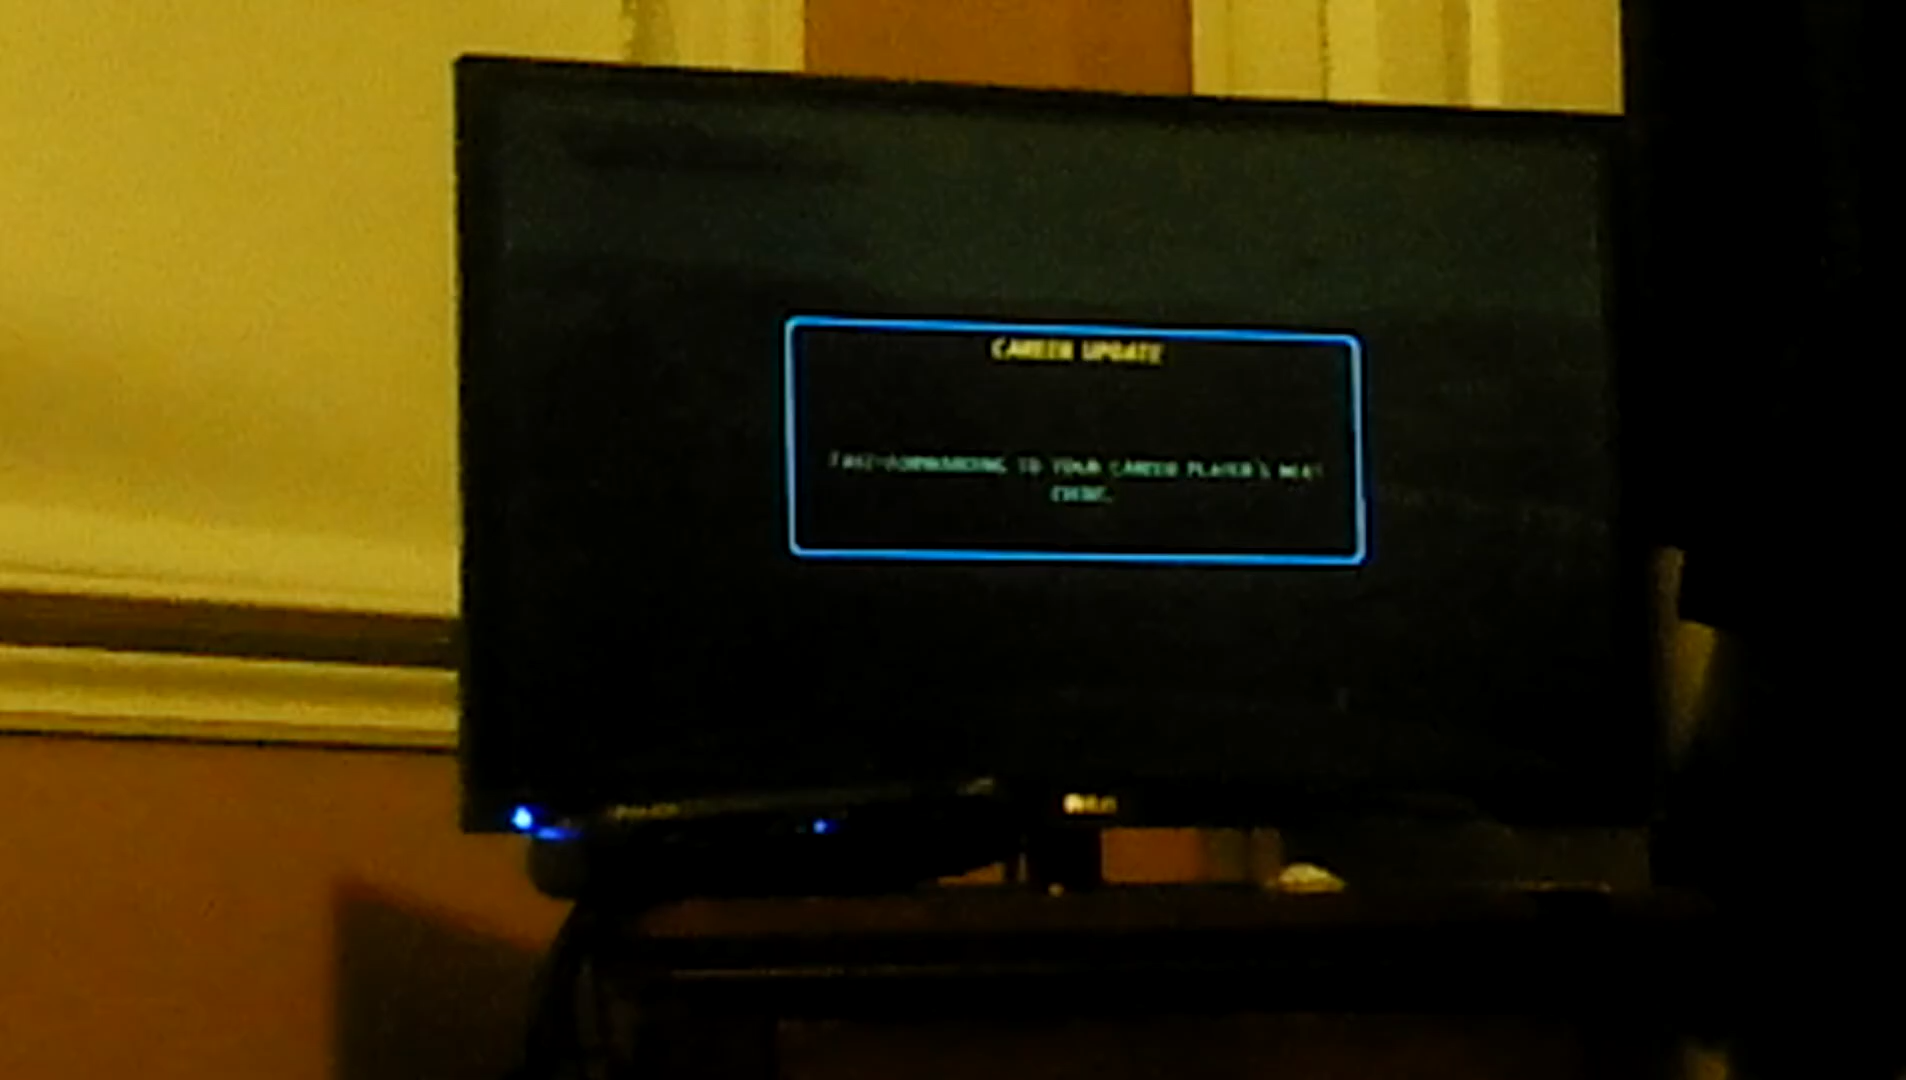 CAREER UPDATE
FAST-FORWARDING TO YOUR CAREER PLAYER'S NEXT
EVENT.